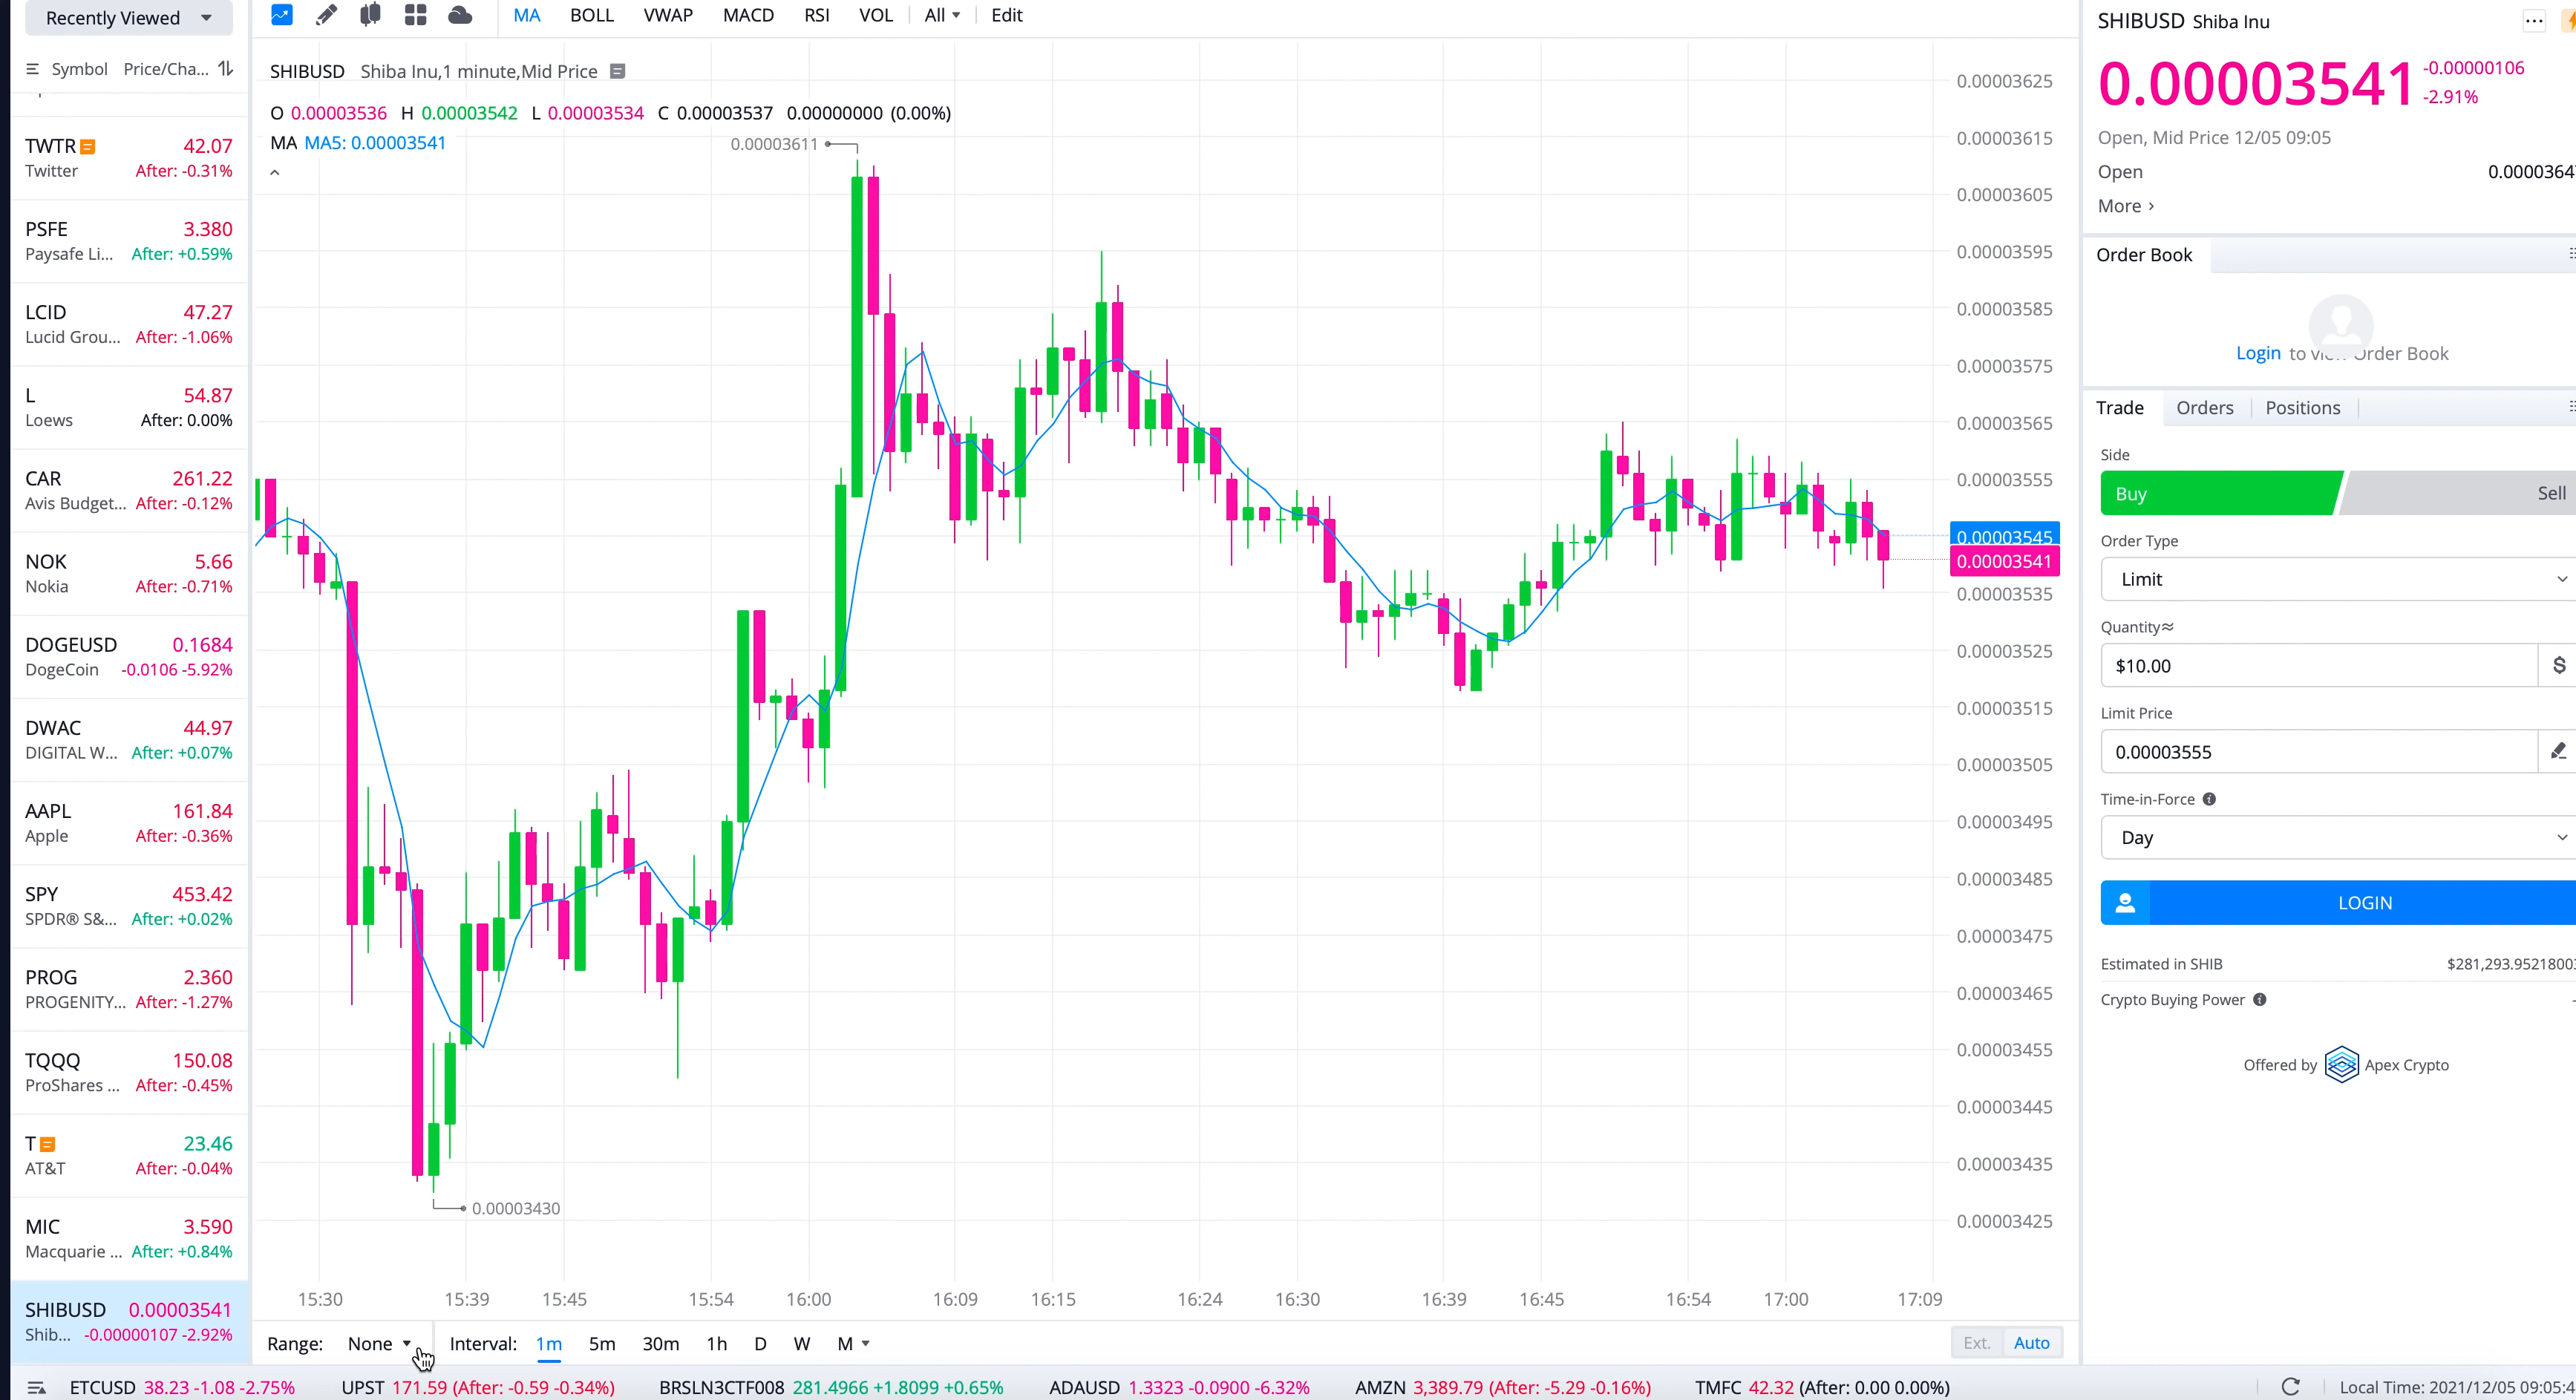 Recently Viewed
MA BOLL VWAP MACD RSI VOL All Edit
Symbol Price/Cha...
TWTR 42.07
Twitter After: -0.31%
PSFE 3.380
Paysafe Li... After: +0.59%
LCID 47.27
Lucid Grou... After: -1.06%
L 54.87
Loews After: 0.00%
CAR 261.22
Avis Budget... After: -0.12%
NOK 5.66
Nokia After: -0.71%
DOGEUSD 0.1684
DogeCoin -0.0106 -5.92%
DWAC 44.97
DIGITAL W... After: +0.07%
AAPL 161.84
Apple After: -0.36%
SPY 453.42
SPDR® S&... After: +0.02%
PROG 2.360
PROGENITY... After: -1.27%
TQQQ 150.08
ProShares ... After: -0.45%
T 23.46
AT&T After: -0.04%
MIC 3.590
Macquarie ... After: +0.84%
SHIBUSD 0.00003541
Shib... -0.00000107 -2.92%
SHIBUSD Shiba Inu,1 minute,Mid Price
O 0.00003536 H 0.00003542 L 0.00003534 C 0.00003537 0.00000000 (0.00%)
MA MA5: 0.00003541
0.00003611
0.00003430
0.00003625
0.00003615
0.00003605
0.00003595
0.00003585
0.00003575
0.00003565
0.00003555
0.00003545
0.00003541
0.00003535
0.00003525
0.00003515
0.00003505
0.00003495
0.00003485
0.00003475
0.00003465
0.00003455
0.00003445
0.00003435
0.00003425
15:30 15:39 15:45 15:54 16:00 16:09 16:15 16:24 16:30 16:39 16:45 16:54 17:00 17:09
Range: None Interval: 1m 5m 30m 1h D W M Ext. Auto
SHIBUSD Shiba Inu
0.00003541 -0.00000106
-2.91%
Open, Mid Price 12/05 09:05
Open 0.0000364
More ›
Order Book
Login to Order Book
Trade Orders Positions
Side
Buy Sell
Order Type
Limit
Quantity≈
$10.00 $
Limit Price
0.00003555
Time-in-Force
Day
LOGIN
Estimated in SHIB $281,293.9521800
Crypto Buying Power
Offered by Apex Crypto
ETCUSD 38.23 -1.08 -2.75% UPST 171.59 (After: -0.59 -0.34%) BRSLN3CTF008 281.4966 +1.8099 +0.65% ADAUSD 1.3323 -0.0900 -6.32% AMZN 3,389.79 (After: -5.29 -0.16%) TMFC 42.32 (After: 0.00 0.00%) Local Time: 2021/12/05 09:05:4